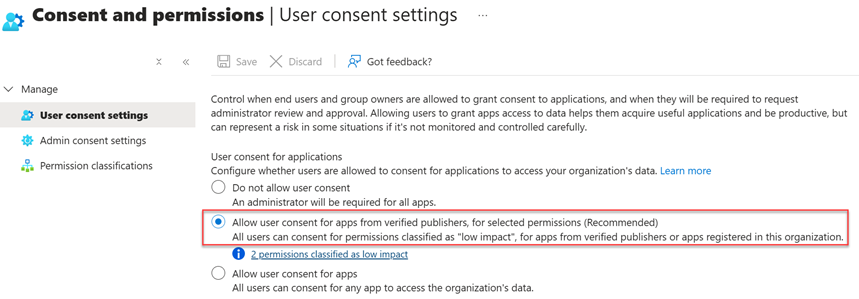 Consent and permissions | User consent settings ...
Save Discard Got feedback?
Manage
User consent settings
Admin consent settings
Permission classifications
Control when end users and group owners are allowed to grant consent to applications, and when they will be required to request
administrator review and approval. Allowing users to grant apps access to data helps them acquire useful applications and be productive, but
can represent a risk in some situations if it's not monitored and controlled carefully.
User consent for applications
Configure whether users are allowed to consent for applications to access your organization's data. Learn more
Do not allow user consent
An administrator will be required for all apps.
Allow user consent for apps from verified publishers, for selected permissions (Recommended)
All users can consent for permissions classified as "low impact", for apps from verified publishers or apps registered in this organization.
2 permissions classified as low impact
Allow user consent for apps
All users can consent for any app to access the organization's data.